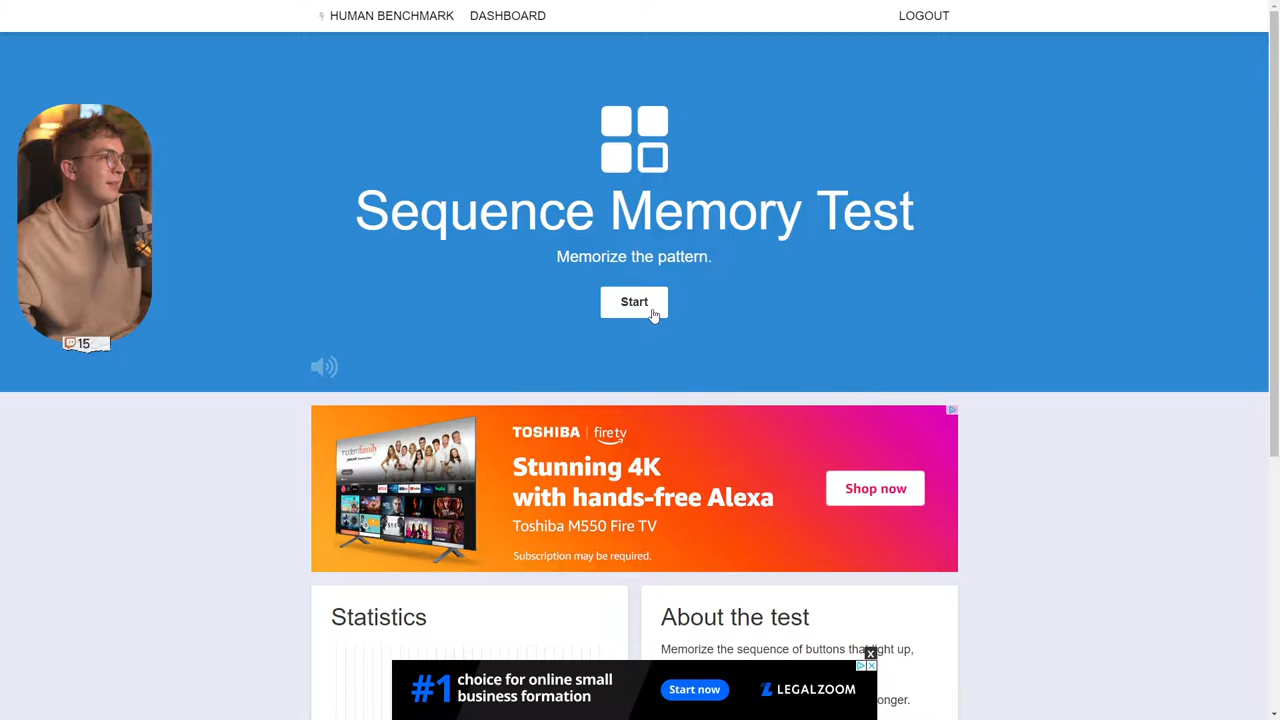 HUMAN BENCHMARK DASHBOARD LOGOUT
Sequence Memory Test
Memorize the pattern.
Start
15
TOSHIBA | fire tv
Stunning 4K
with hands-free Alexa
Toshiba M550 Fire TV
Subscription may be required.
Shop now
modern family
Statistics
About the test
Memorize the sequence of buttons that light up,
onger.
#1 choice for online small
business formation
Start now
LEGALZOOM